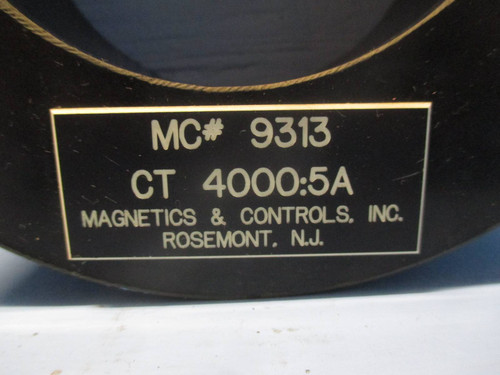 MC# 9313
CT 4000:5A
MAGNETICS & CONTROLS, INC.
ROSEMONT, N.J.